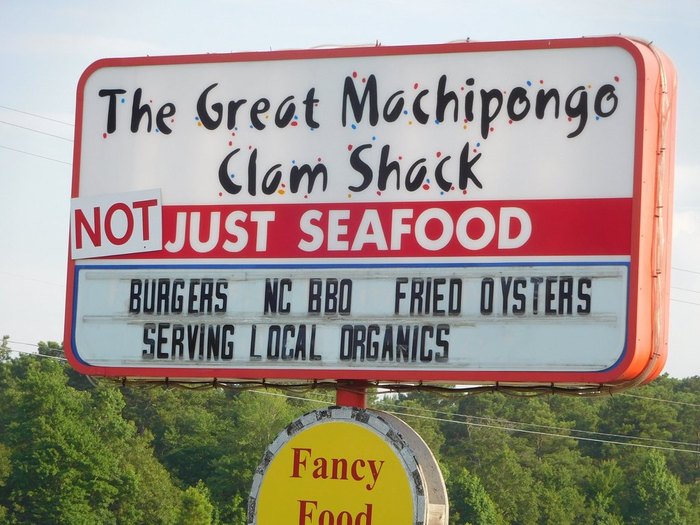 The Great Machipongo
Clam Shack
NOT JUST SEAFOOD
BURGERS NC BBQ FRIED OYSTERS
SERVING LOCAL ORGANICS
Fancy
Food